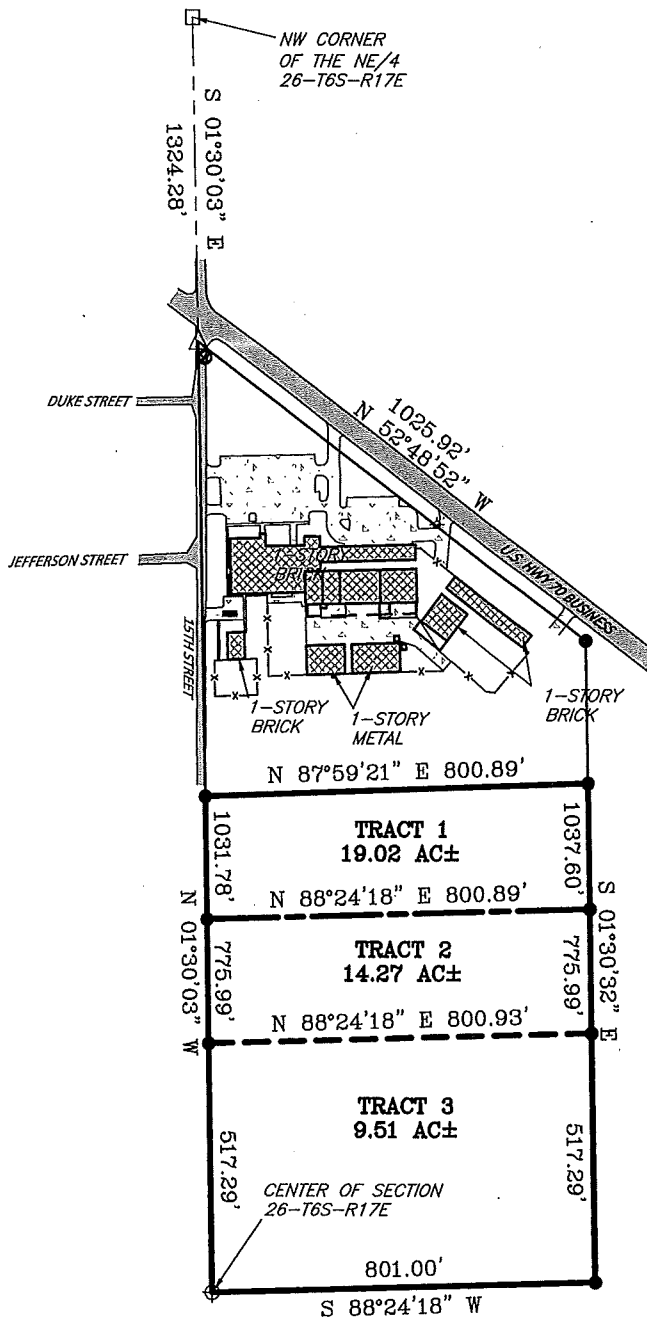 NW CORNER
OF THE NE/4
26-T6S-R17E
S 01°30'03" E
1324.28'
DUKE STREET
1025.92'
N 52°48'52" W
JEFFERSON STREET
1-STORY
BRICK
U.S. HWY 70 BUSINESS
15TH STREET
1-STORY
BRICK
1-STORY
METAL
1-STORY
BRICK
N 87°59'21" E 800.89'
TRACT 1
19.02 AC±
1031.78'
1037.60'
N 88°24'18" E 800.89'
TRACT 2
14.27 AC±
N 01°30'03" W
775.99'
775.99'
S 01°30'32" E
N 88°24'18" E 800.93'
TRACT 3
9.51 AC±
517.29'
517.29'
CENTER OF SECTION
26-T6S-R17E
801.00'
S 88°24'18" W